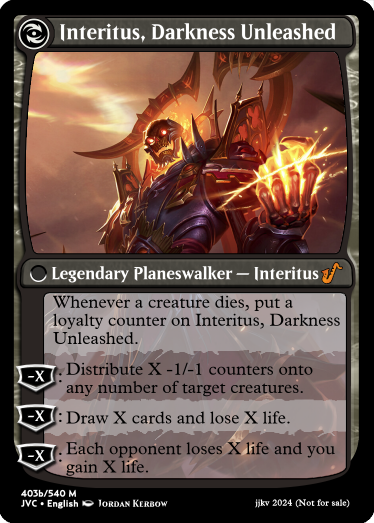 Interitus, Darkness Unleashed
Legendary Planeswalker — Interitus
Whenever a creature dies, put a
loyalty counter on Interitus, Darkness
Unleashed.
-X: Distribute X -1/-1 counters onto
any number of target creatures.
-X: Draw X cards and lose X life.
-X: Each opponent loses X life and you
gain X life.
403b/540 M
JVC • English Jordan Kerbow
jjkv 2024 (Not for sale)